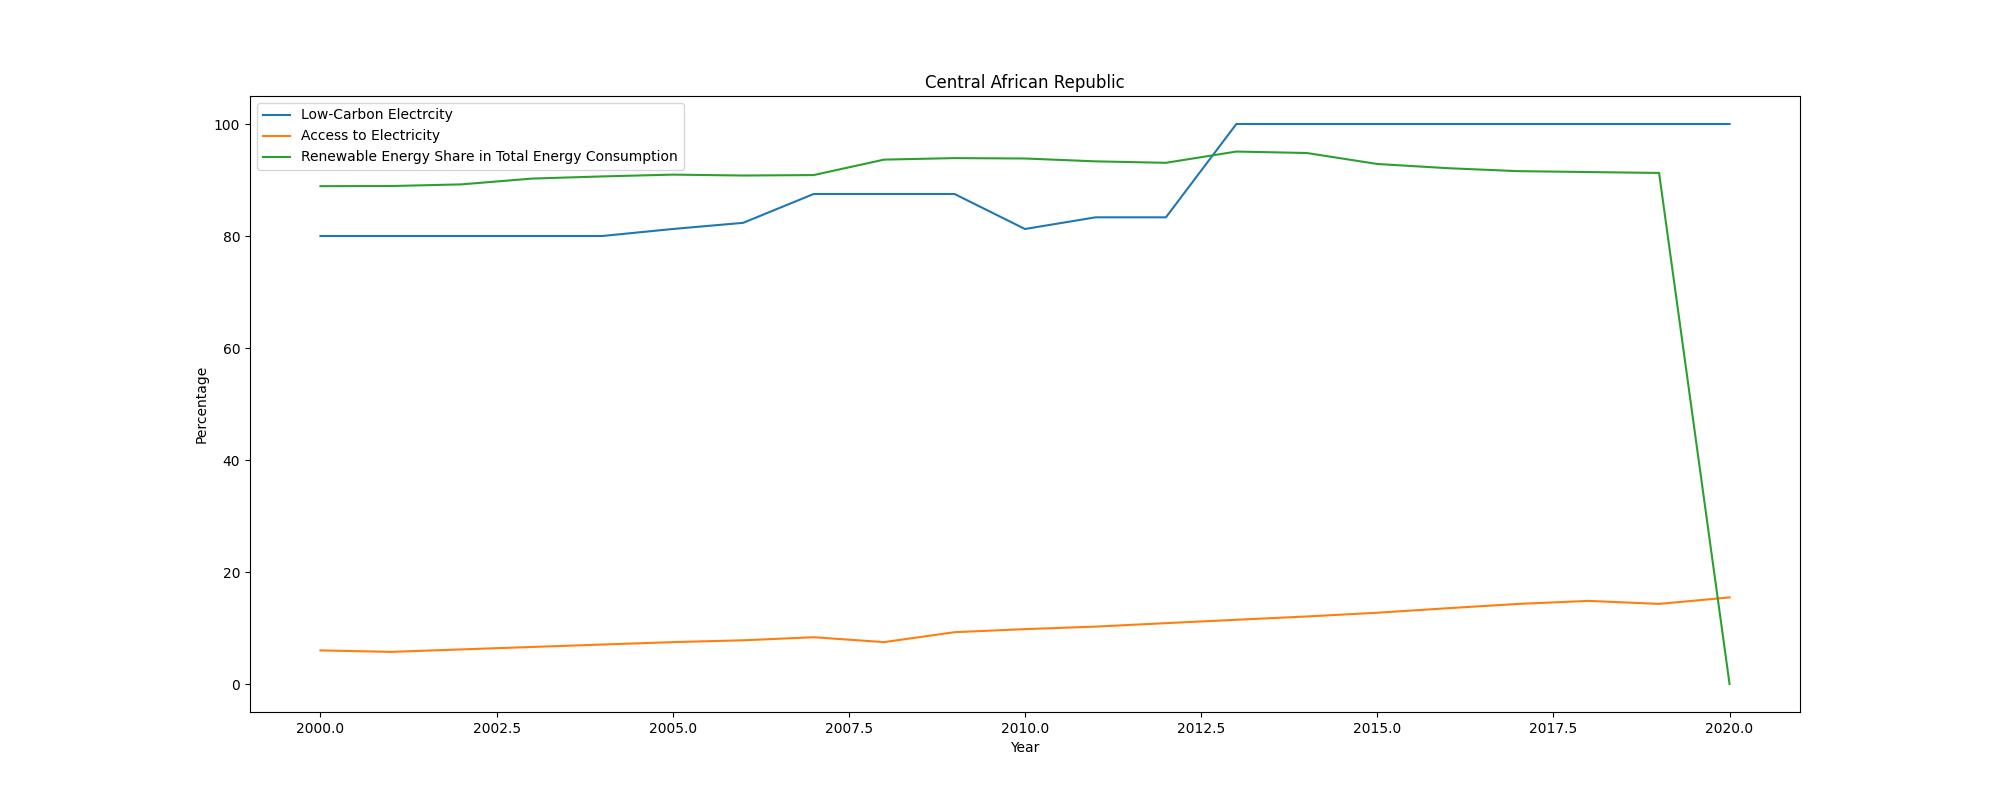 Central African Republic
Low-Carbon Electrcity
Access to Electricity
Renewable Energy Share in Total Energy Consumption
100
80
60
40
20
0
Percentage
2000.0 2002.5 2005.0 2007.5 2010.0 2012.5 2015.0 2017.5 2020.0
Year